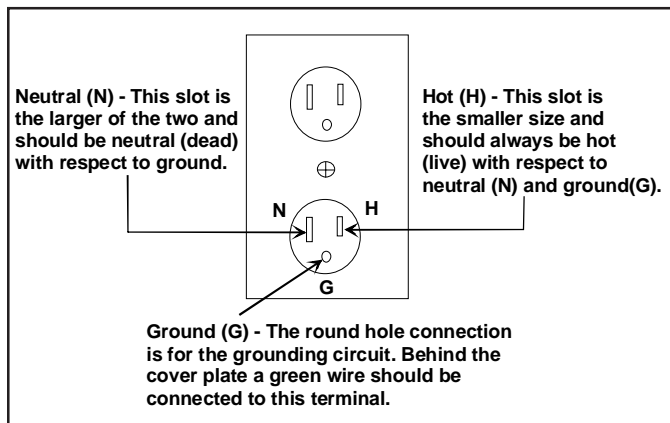 Neutral (N) - This slot is
the larger of the two and
should be neutral (dead)
with respect to ground.
Hot (H) - This slot is
the smaller size and
should always be hot
(live) with respect to
neutral (N) and ground(G).
N
H
G
Ground (G) - The round hole connection
is for the grounding circuit. Behind the
cover plate a green wire should be
connected to this terminal.